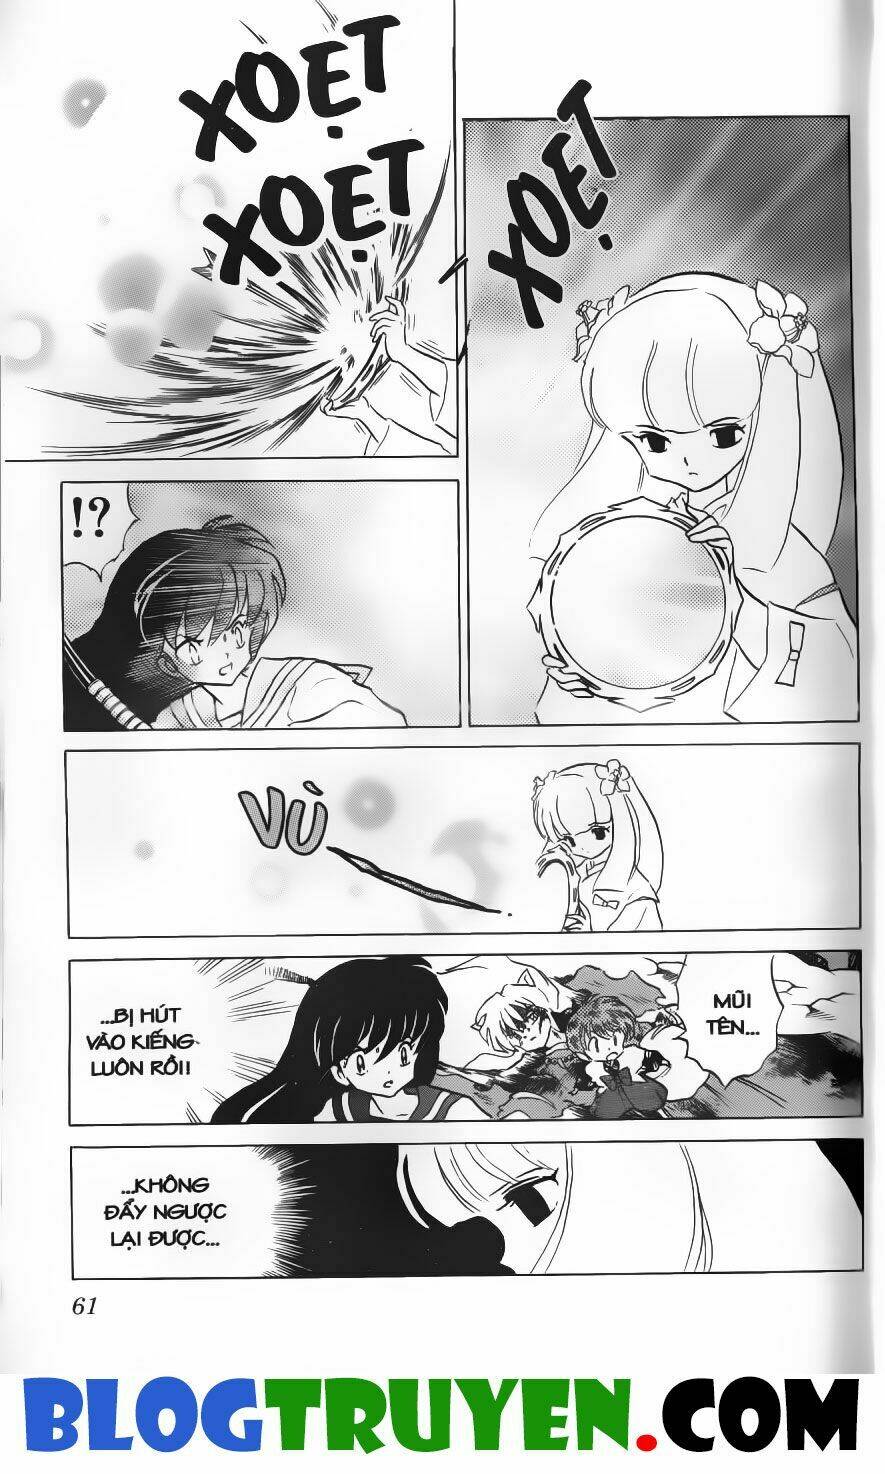 XOẸT
XOẸT
XOẸT
!?
VÙ
MŨI
TÊN...
...BỊ HÚT
VÀO KIẾNG
LUÔN RỒI!
...KHÔNG
ĐẨY NGƯỢC
LẠI ĐƯỢC...
61
BLOGTRUYEN.COM